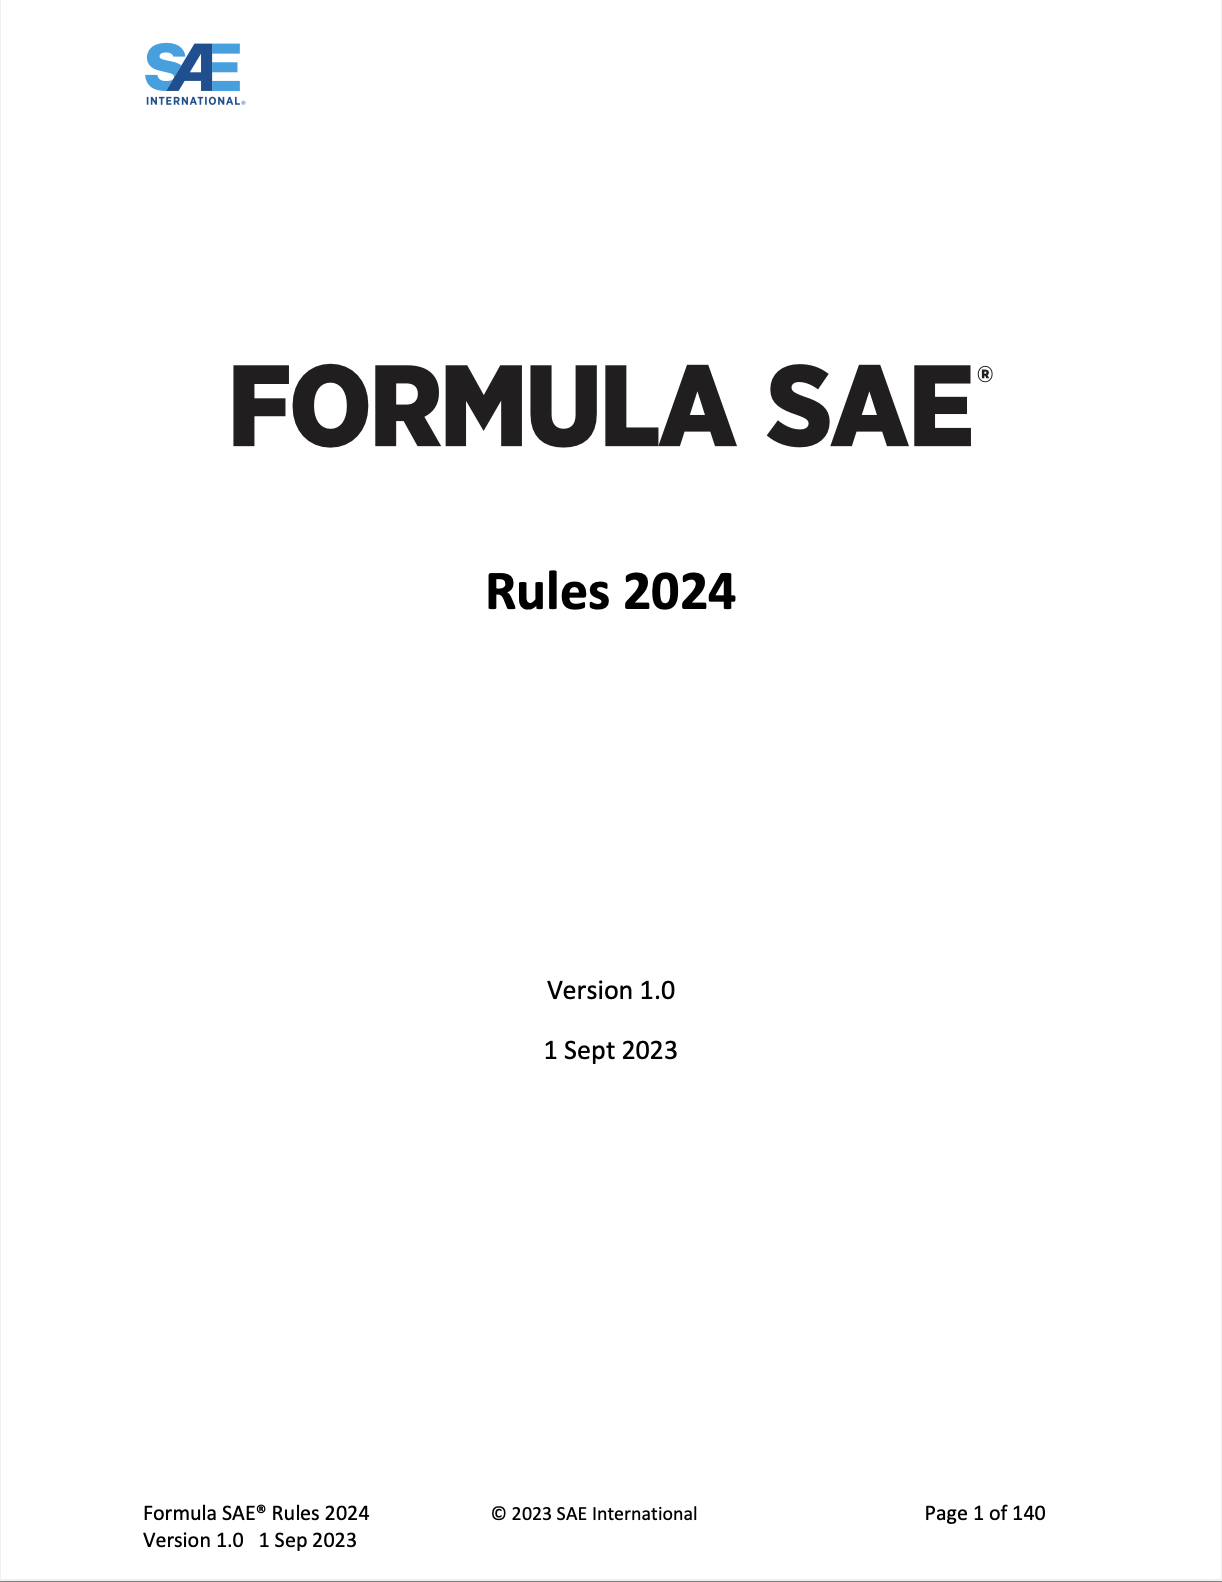 SAE
INTERNATIONAL®
FORMULA SAE®
Rules 2024
Version 1.0
1 Sept 2023
Formula SAE® Rules 2024 © 2023 SAE International Page 1 of 140
Version 1.0 1 Sep 2023